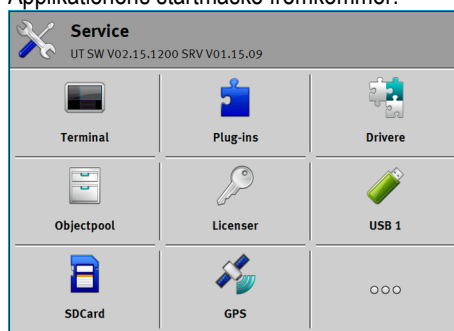 Applikationens startmaske fremkommer:
Service
UT SW V02.15.1200 SRV V01.15.09
Terminal
Plug-ins
Drivere
Objectpool
Licenser
USB 1
SDCard
GPS